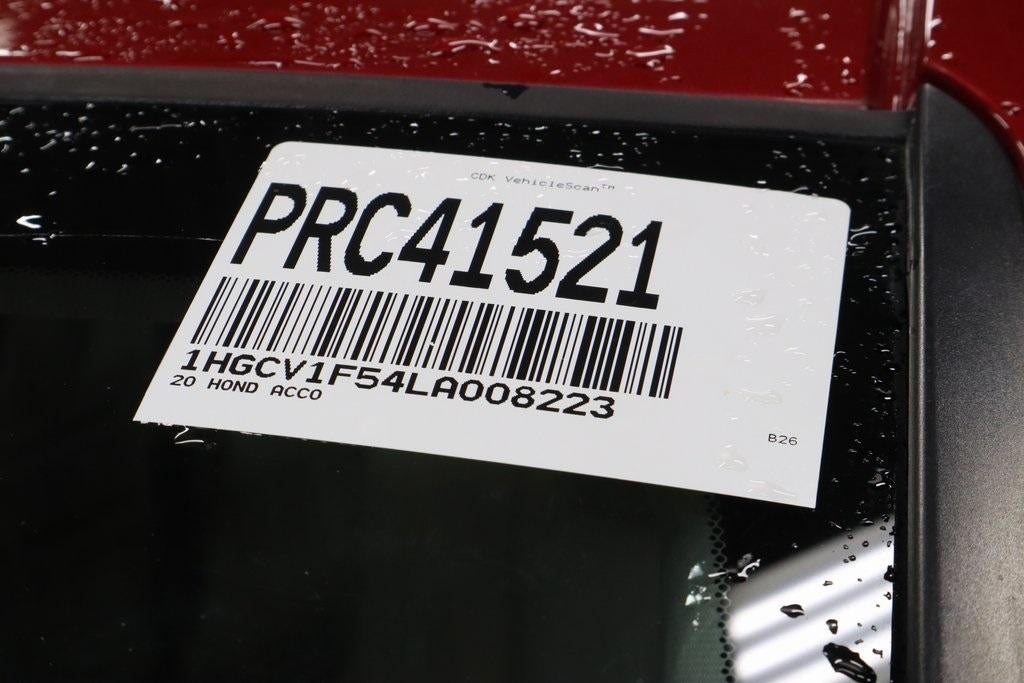 CDK VehicleScan™
PRC41521
1HGCV1F54LA008223
20 HOND ACCO
B26